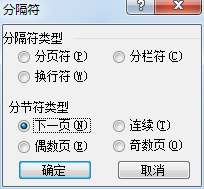 分隔符
分隔符类型
分页符(P) 分栏符(C)
换行符(W)
分节符类型
下一页(N) 连续(T)
偶数页(E) 奇数页(O)
确定 取消